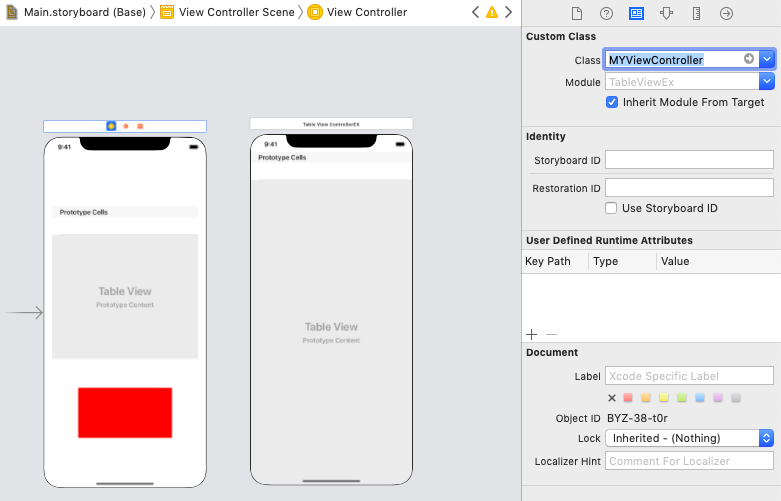 Main.storyboard (Base) View Controller Scene View Controller
Custom Class
Class MYViewController
Module TableViewEx
Inherit Module From Target
Identity
Storyboard ID
Restoration ID
Use Storyboard ID
User Defined Runtime Attributes
Key Path Type Value
Document
Label Xcode Specific Label
Object ID BYZ-38-t0r
Lock Inherited - (Nothing)
Localizer Hint Comment For Localizer
9:41
Prototype Cells
Table View
Prototype Content
Table View ControllerEX
9:41
Prototype Cells
Table View
Prototype Content